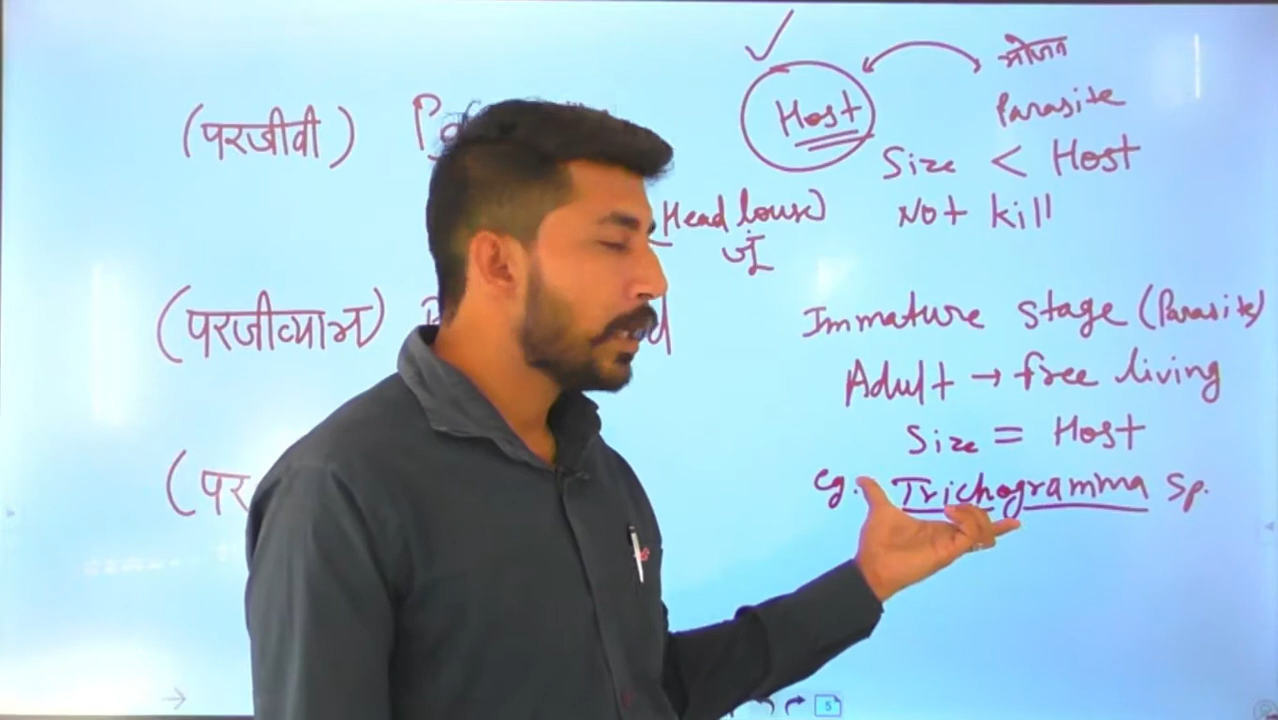 भोजन
Host Parasite
(परजीवी)
Size < Host
Head louse Not kill
जूँ
(परजीव्याभ) Immature stage (Parasite)
Adult → free living
Size = Host
eg. Trichogramma Sp.
5